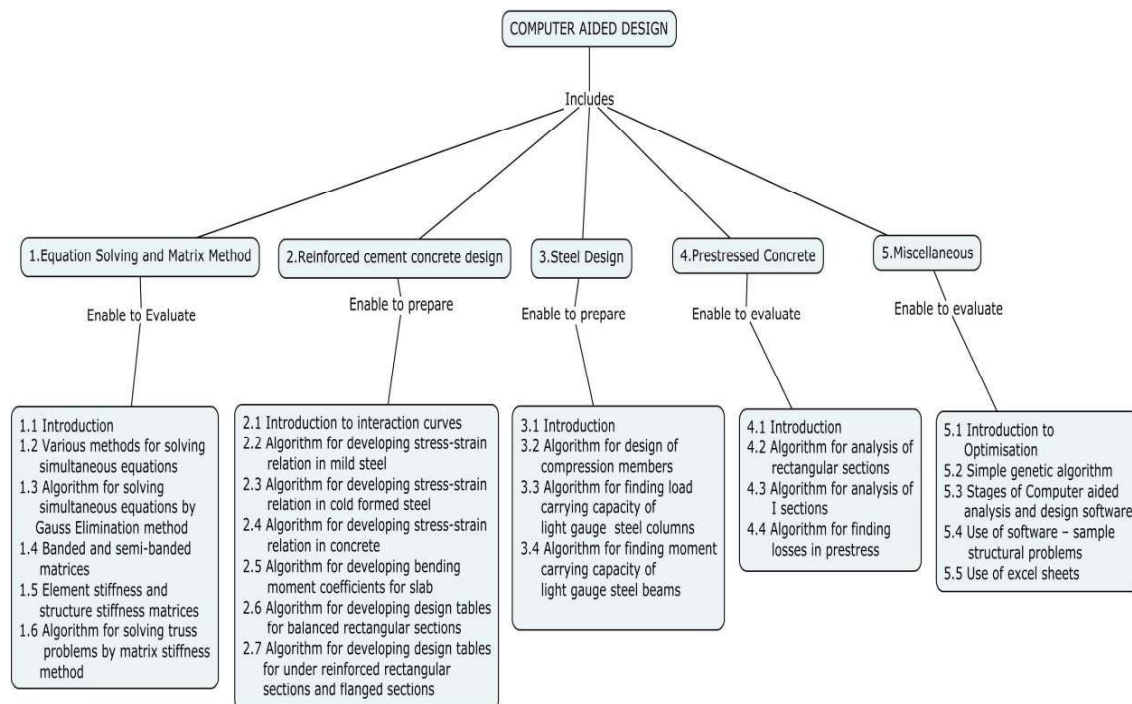 COMPUTER AIDED DESIGN
Includes
1.Equation Solving and Matrix Method
2.Reinforced cement concrete design
3.Steel Design
4.Prestressed Concrete
5.Miscellaneous
Enable to Evaluate
Enable to prepare
Enable to prepare
Enable to evaluate
Enable to evaluate
1.1 Introduction
1.2 Various methods for solving
simultaneous equations
1.3 Algorithm for solving
simultaneous equations by
Gauss Elimination method
1.4 Banded and semi-banded
matrices
1.5 Element stiffness and
structure stiffness matrices
1.6 Algorithm for solving truss
problems by matrix stiffness
method
2.1 Introduction to interaction curves
2.2 Algorithm for developing stress-strain
relation in mild steel
2.3 Algorithm for developing stress-strain
relation in cold formed steel
2.4 Algorithm for developing stress-strain
relation in concrete
2.5 Algorithm for developing bending
moment coefficients for slab
2.6 Algorithm for developing design tables
for balanced rectangular sections
2.7 Algorithm for developing design tables
for under reinforced rectangular
sections and flanged sections
3.1 Introduction
3.2 Algorithm for design of
compression members
3.3 Algorithm for finding load
carrying capacity of
light gauge steel columns
3.4 Algorithm for finding moment
carrying capacity of
light gauge steel beams
4.1 Introduction
4.2 Algorithm for analysis of
rectangular sections
4.3 Algorithm for analysis of
I sections
4.4 Algorithm for finding
losses in prestress
5.1 Introduction to
Optimisation
5.2 Simple genetic algorithm
5.3 Stages of Computer aided
analysis and design software
5.4 Use of software – sample
structural problems
5.5 Use of excel sheets